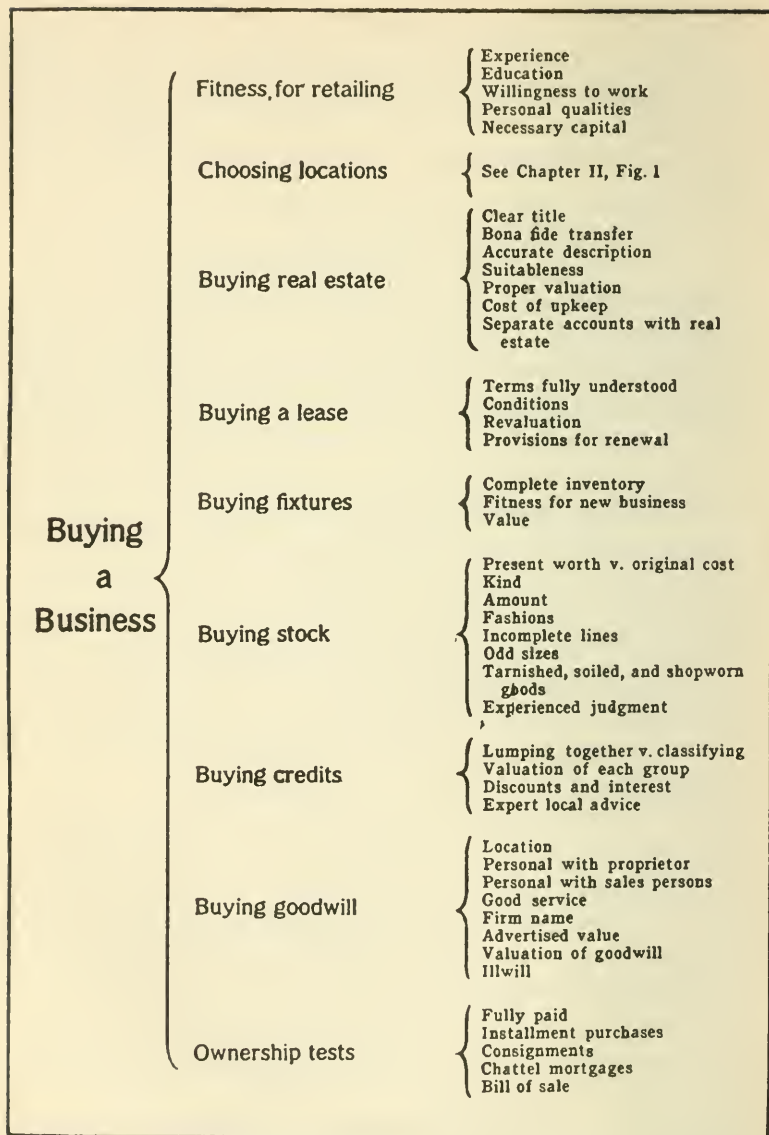 Buying
a
Business
Fitness for retailing
Experience
Education
Willingness to work
Personal qualities
Necessary capital
Choosing locations
See Chapter II, Fig. 1
Buying real estate
Clear title
Bona fide transfer
Accurate description
Suitableness
Proper valuation
Cost of upkeep
Separate accounts with real
estate
Buying a lease
Terms fully understood
Conditions
Revaluation
Provisions for renewal
Buying fixtures
Complete inventory
Fitness for new business
Value
Buying stock
Present worth v. original cost
Kind
Amount
Fashions
Incomplete lines
Odd sizes
Tarnished, soiled, and shopworn
goods
Experienced judgment
Buying credits
Lumping together v. classifying
Valuation of each group
Discounts and interest
Expert local advice
Buying goodwill
Location
Personal with proprietor
Personal with sales persons
Good service
Firm name
Advertised value
Valuation of goodwill
Illwill
Ownership tests
Fully paid
Installment purchases
Consignments
Chattel mortgages
Bill of sale